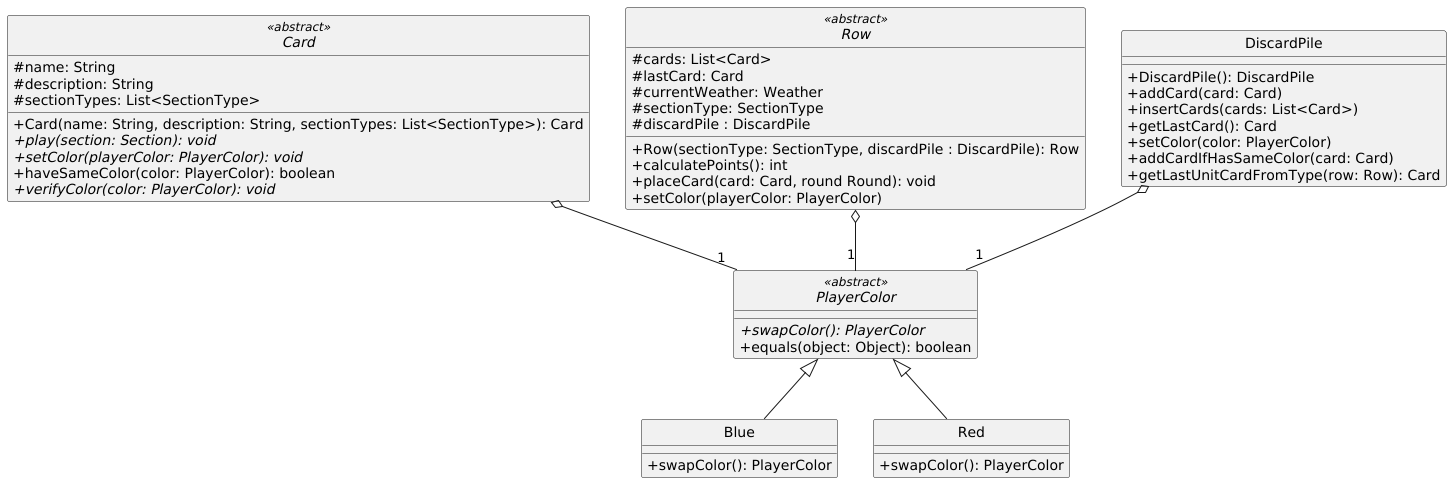 «abstract»
Card
#name: String
#description: String
#sectionTypes: List<SectionType>
+Card(name: String, description: String, sectionTypes: List<SectionType>): Card
+play(section: Section): void
+setColor(playerColor: PlayerColor): void
+haveSameColor(color: PlayerColor): boolean
+verifyColor(color: PlayerColor): void
«abstract»
Row
#cards: List<Card>
#lastCard: Card
#currentWeather: Weather
#sectionType: SectionType
#discardPile : DiscardPile
+Row(sectionType: SectionType, discardPile : DiscardPile): Row
+calculatePoints(): int
+placeCard(card: Card, round Round): void
+setColor(playerColor: PlayerColor)
DiscardPile
+DiscardPile(): DiscardPile
+addCard(card: Card)
+insertCards(cards: List<Card>)
+getLastCard(): Card
+setColor(color: PlayerColor)
+addCardIfHasSameColor(card: Card)
+getLastUnitCardFromType(row: Row): Card
1
1
1
«abstract»
PlayerColor
+swapColor(): PlayerColor
+equals(object: Object): boolean
Blue
+swapColor(): PlayerColor
Red
+swapColor(): PlayerColor